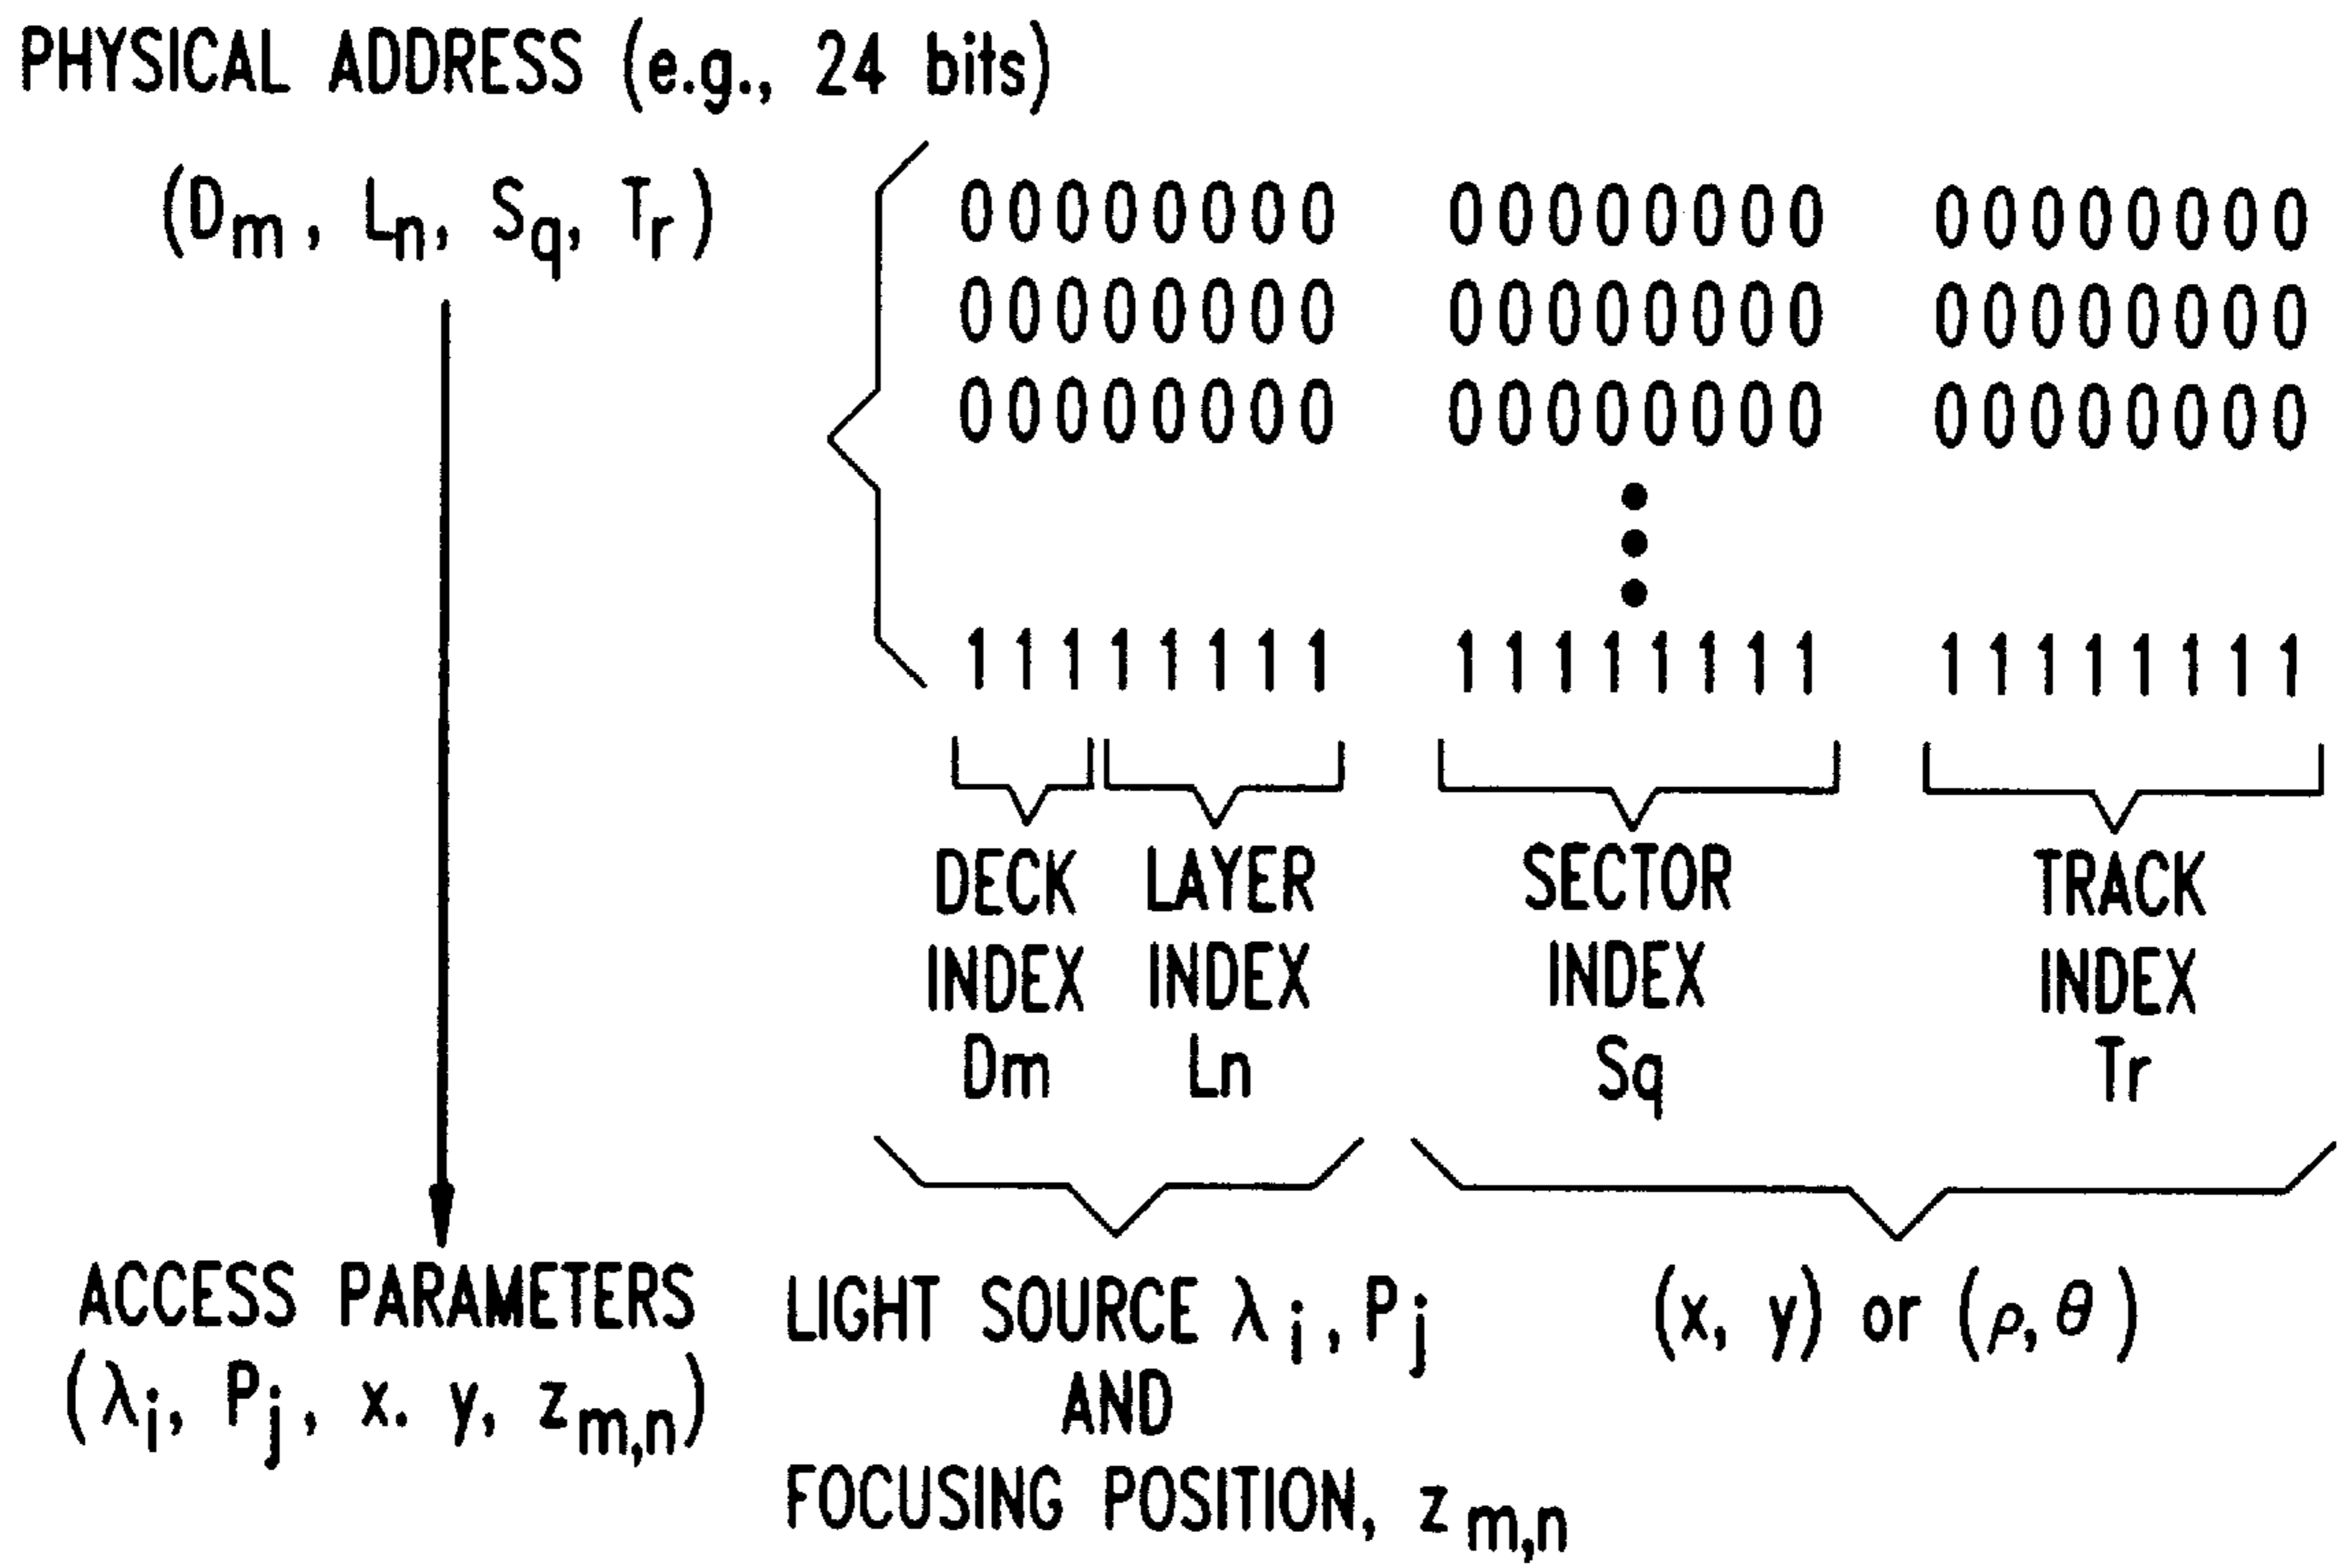 PHYSICAL ADDRESS (e.g., 24 bits)
(Dm, Ln, Sq, Tr)
00000000 00000000 00000000
00000000 00000000 00000000
00000000 00000000 00000000
11111111 11111111 11111111
DECK LAYER SECTOR TRACK
INDEX INDEX INDEX INDEX
Dm Ln Sq Tr
ACCESS PARAMETERS
(λi, Pj, x. y, zm,n)
LIGHT SOURCE λi, Pj
AND
FOCUSING POSITION, zm,n
(x, y) or (ρ,θ)